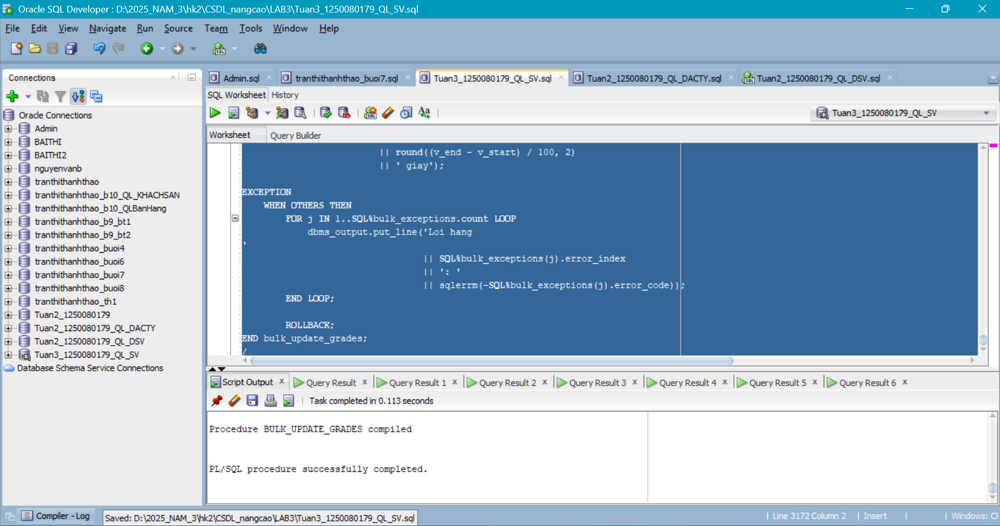 Oracle SQL Developer : D:\2025_NAM_3\hk2\CSDL_nangcao\LAB3\Tuan3_1250080179_QL_SV.sql
File Edit View Navigate Run Source Team Tools Window Help
Connections
Oracle Connections
Admin
BAITHI
BAITHI2
nguyenvanb
tranthithanhthao
tranthithanhthao_b10_QL_KHACHSAN
tranthithanhthao_b10_QLBanHang
tranthithanhthao_b9_bt1
tranthithanhthao_b9_bt2
tranthithanhthao_buoi4
tranthithanhthao_buoi6
tranthithanhthao_buoi7
tranthithanhthao_buoi8
tranthithanhthao_th1
Tuan2_1250080179
Tuan2_1250080179_QL_DACTY
Tuan2_1250080179_QL_DSV
Tuan3_1250080179_QL_SV
Database Schema Service Connections
Admin.sql tranthithanhthao_buoi7.sql Tuan3_1250080179_QL_SV.sql Tuan2_1250080179_QL_DACTY.sql Tuan2_1250080179_QL_DSV.sql
SQL Worksheet History
Tuan3_1250080179_QL_SV
Worksheet Query Builder
|| round((v_end - v_start) / 100, 2)
|| ' giay');
EXCEPTION
WHEN OTHERS THEN
FOR j IN 1..SQL%bulk_exceptions.count LOOP
dbms_output.put_line('Loi hang
'
|| SQL%bulk_exceptions(j).error_index
|| ': '
|| sqlerrm(-SQL%bulk_exceptions(j).error_code));
END LOOP;
ROLLBACK;
END bulk_update_grades;
/
Script Output Query Result Query Result 1 Query Result 2 Query Result 3 Query Result 4 Query Result 5 Query Result 6
Task completed in 0.113 seconds
Procedure BULK_UPDATE_GRADES compiled
PL/SQL procedure successfully completed.
Compiler - Log
Saved: D:\2025_NAM_3\hk2\CSDL_nangcao\LAB3\Tuan3_1250080179_QL_SV.sql
| Line 3172 Column 2 | Insert | | Windows: